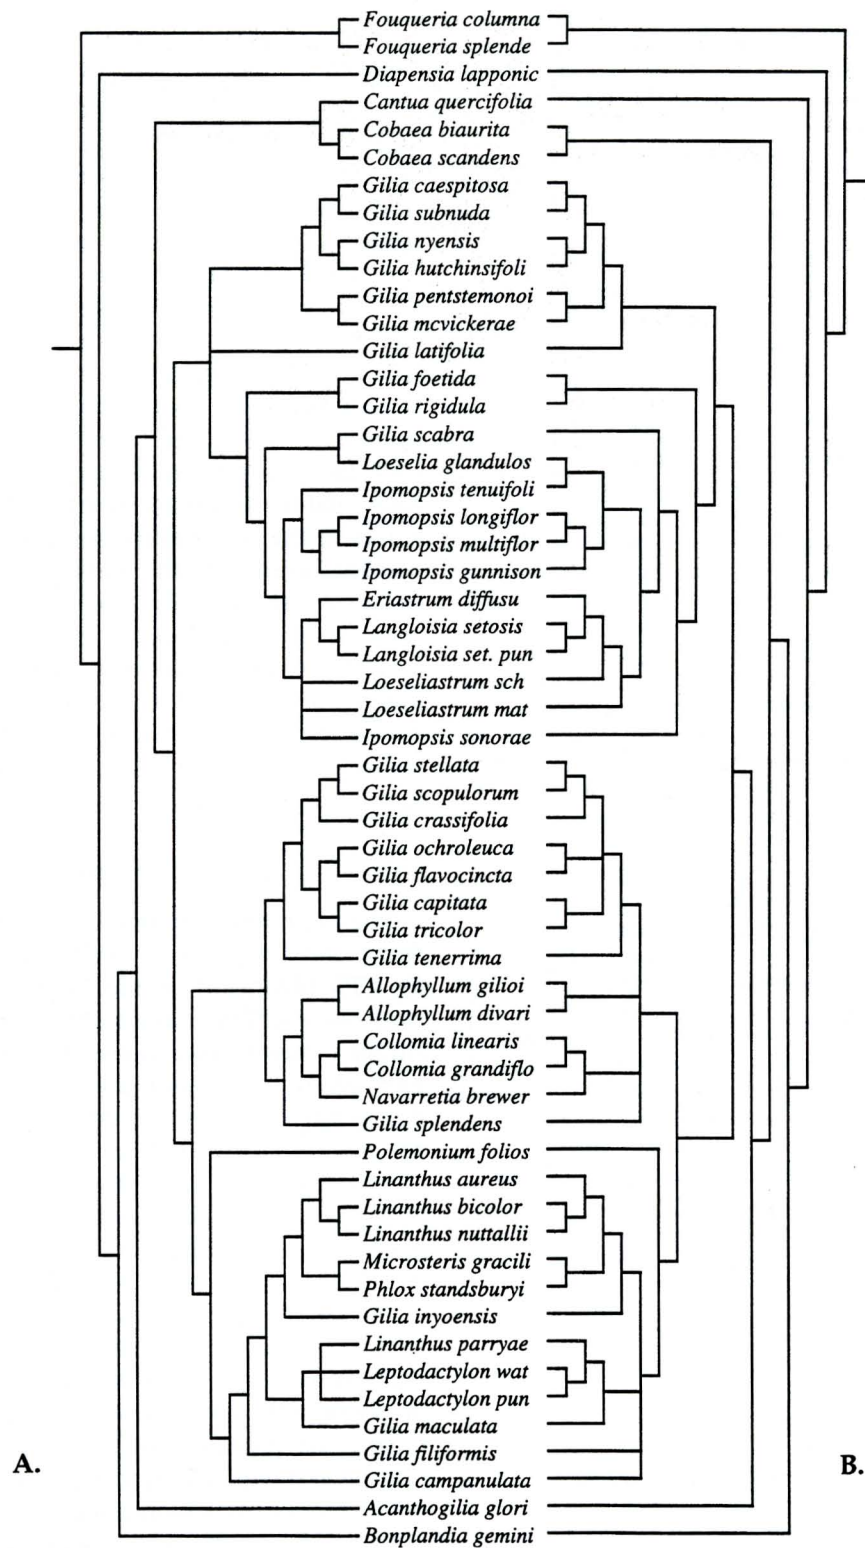 Fouqueria columna
Fouqueria splende
Diapensia lapponic
Cantua quercifolia
Cobaea biaurita
Cobaea scandens
Gilia caespitosa
Gilia subnuda
Gilia nyensis
Gilia hutchinsifoli
Gilia pentstemonoi
Gilia mcvickerae
Gilia latifolia
Gilia foetida
Gilia rigidula
Gilia scabra
Loeselia glandulos
Ipomopsis tenuifoli
Ipomopsis longiflor
Ipomopsis multiflor
Ipomopsis gunnison
Eriastrum diffusu
Langloisia setosis
Langloisia set. pun
Loeseliastrum sch
Loeseliastrum mat
Ipomopsis sonorae
Gilia stellata
Gilia scopulorum
Gilia crassifolia
Gilia ochroleuca
Gilia flavocincta
Gilia capitata
Gilia tricolor
Gilia tenerrima
Allophyllum gilioi
Allophyllum divari
Collomia linearis
Collomia grandiflo
Navarretia brewer
Gilia splendens
Polemonium folios
Linanthus aureus
Linanthus bicolor
Linanthus nuttallii
Microsteris gracili
Phlox standsburyi
Gilia inyoensis
Linanthus parryae
Leptodactylon wat
Leptodactylon pun
Gilia maculata
Gilia filiformis
Gilia campanulata
Acanthogilia glori
Bonplandia gemini
A.
B.